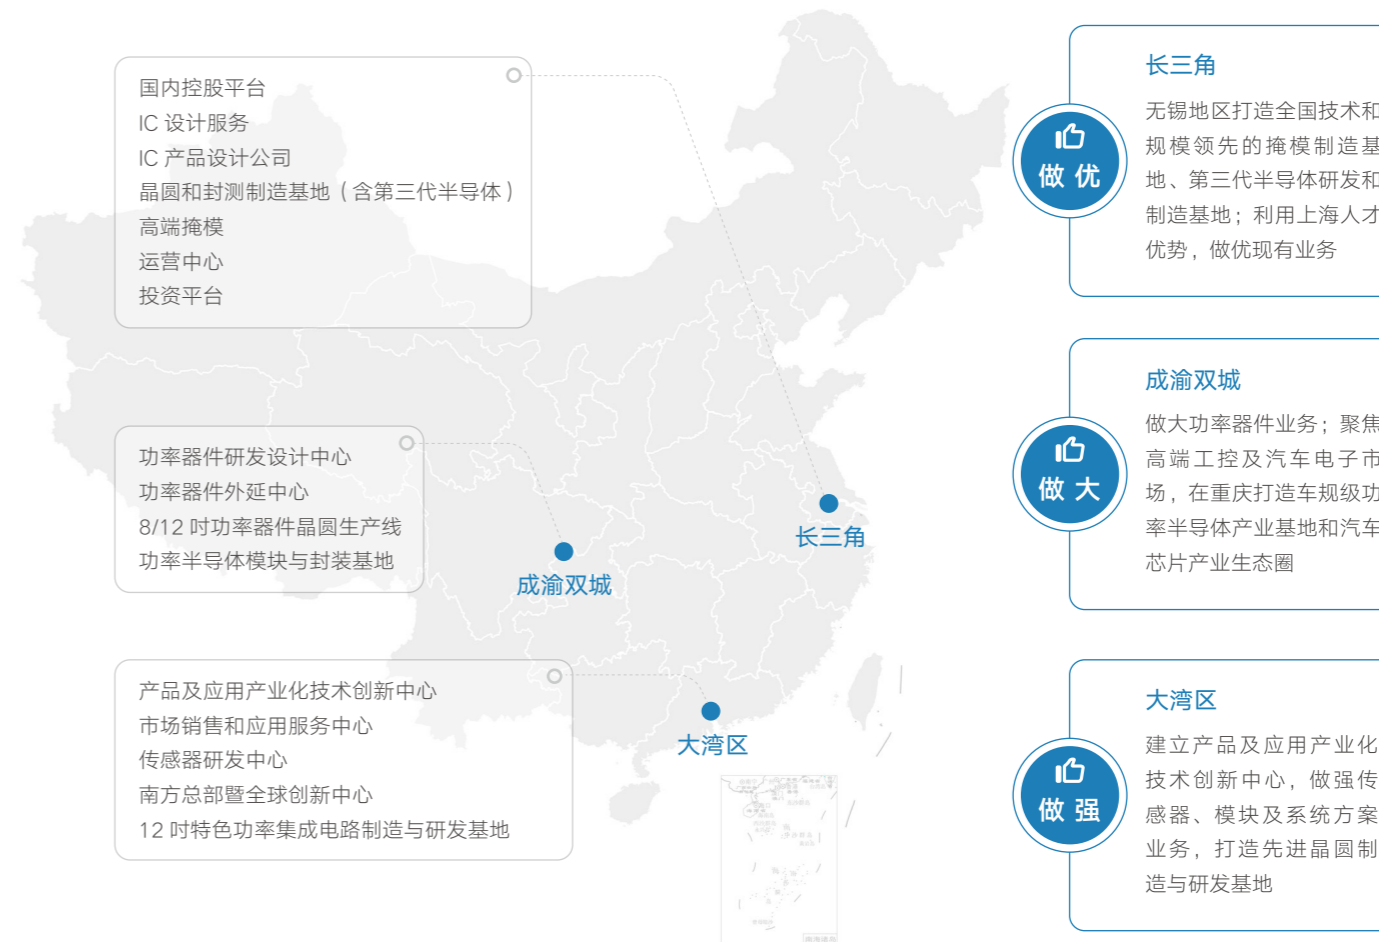 国内控股平台
IC 设计服务
IC 产品设计公司
晶圆和封测制造基地（含第三代半导体）
高端掩模
运营中心
投资平台
功率器件研发设计中心
功率器件外延中心
8/12 吋功率器件晶圆生产线
功率半导体模块与封装基地
产品及应用产业化技术创新中心
市场销售和应用服务中心
传感器研发中心
南方总部暨全球创新中心
12 吋特色功率集成电路制造与研发基地
长三角
成渝双城
大湾区
做优
长三角
无锡地区打造全国技术和
规模领先的掩模制造基
地、第三代半导体研发和
制造基地；利用上海人才
优势，做优现有业务
做大
成渝双城
做大功率器件业务；聚焦
高端工控及汽车电子市
场，在重庆打造车规级功
率半导体产业基地和汽车
芯片产业生态圈
做强
大湾区
建立产品及应用产业化
技术创新中心，做强传
感器、模块及系统方案
业务，打造先进晶圆制
造与研发基地